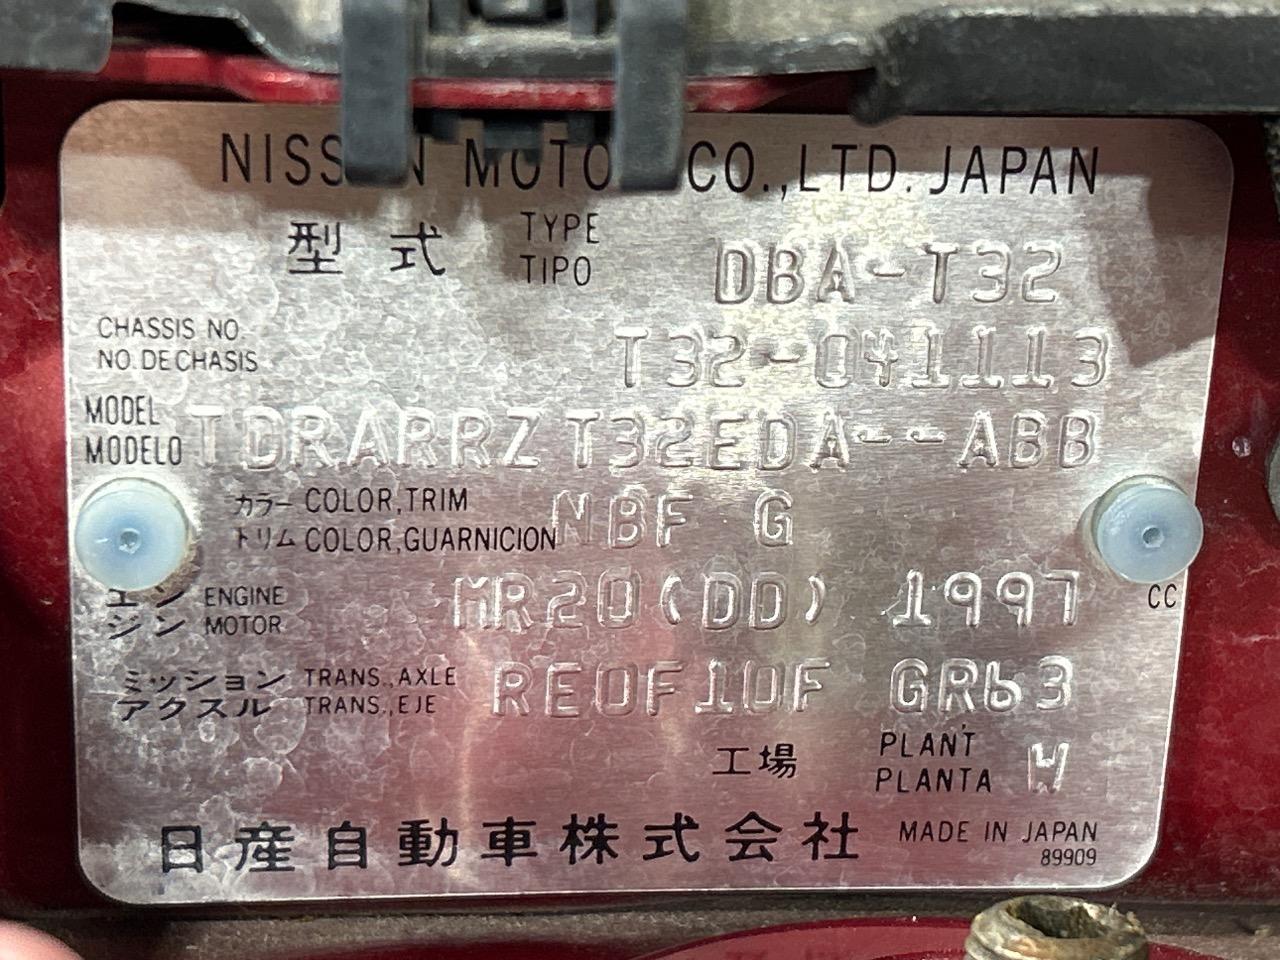 NISSAN MOTOR CO.,LTD. JAPAN
型式 TYPE TIPO DBA-T32
CHASSIS NO. NO. DE CHASIS T32-041113
MODEL MODELO TDRARRZ T32EDA--ABB
カラー COLOR,TRIM NBF G
トリム COLOR,GUARNICION
エンジン ENGINE MOTOR MR20(DD) 1997 CC
ミッション TRANS.,AXLE REOF10F GR63
アクスル TRANS.,EJE
工場 PLANT PLANTA W
日産自動車株式会社 MADE IN JAPAN
89909